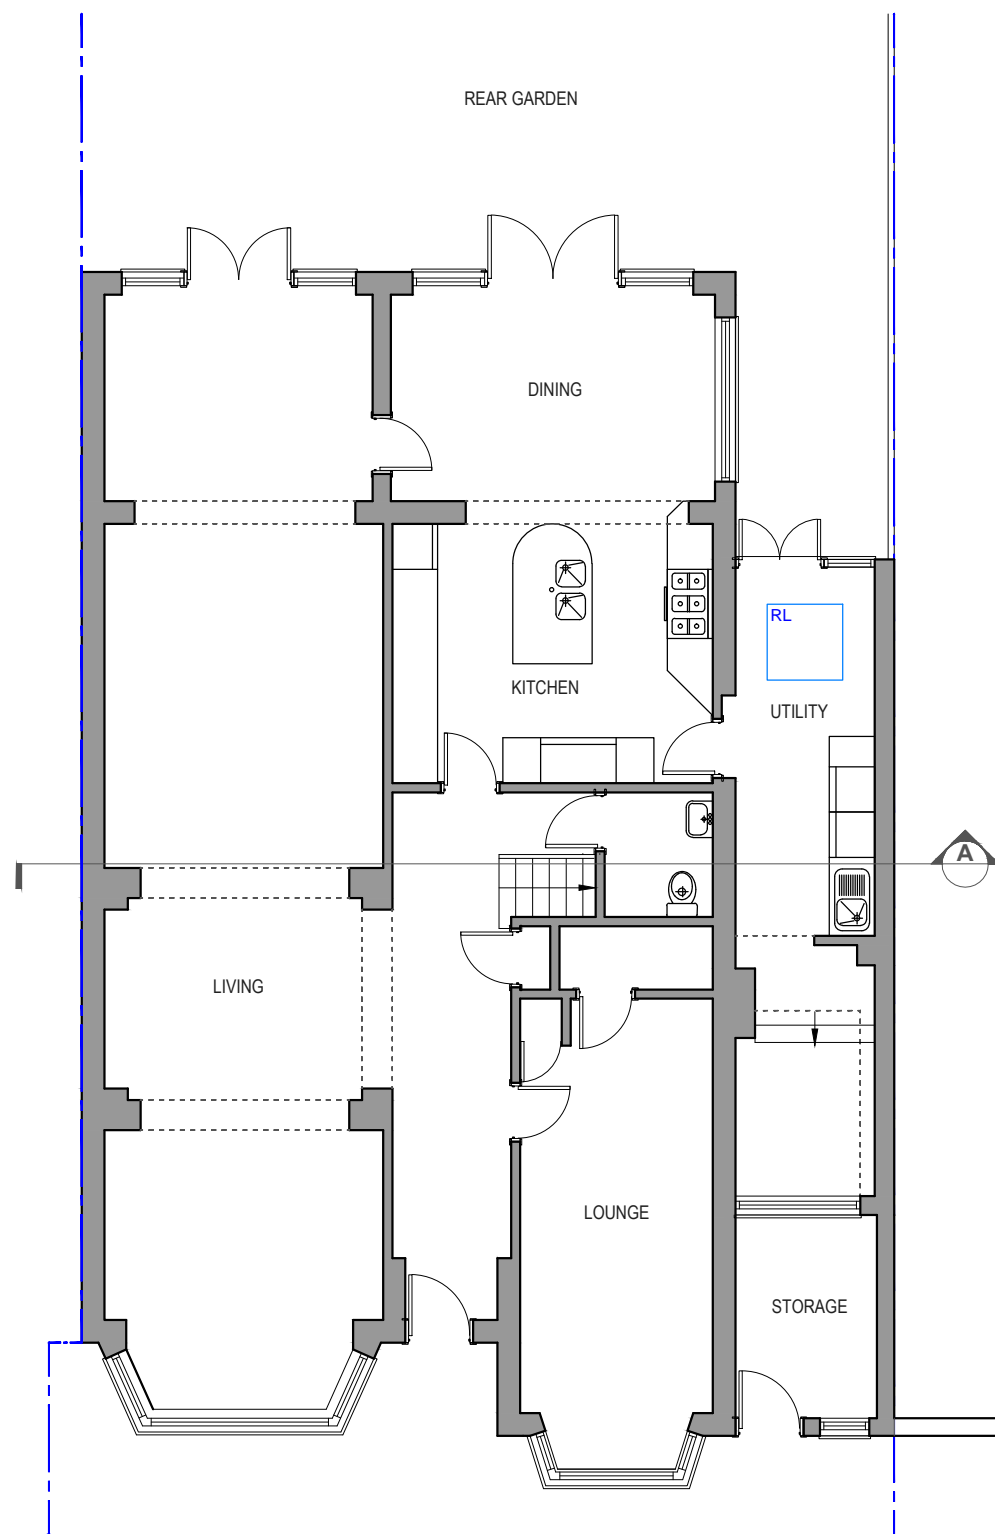 REAR GARDEN
DINING
RL
KITCHEN
UTILITY
A
LIVING
LOUNGE
STORAGE